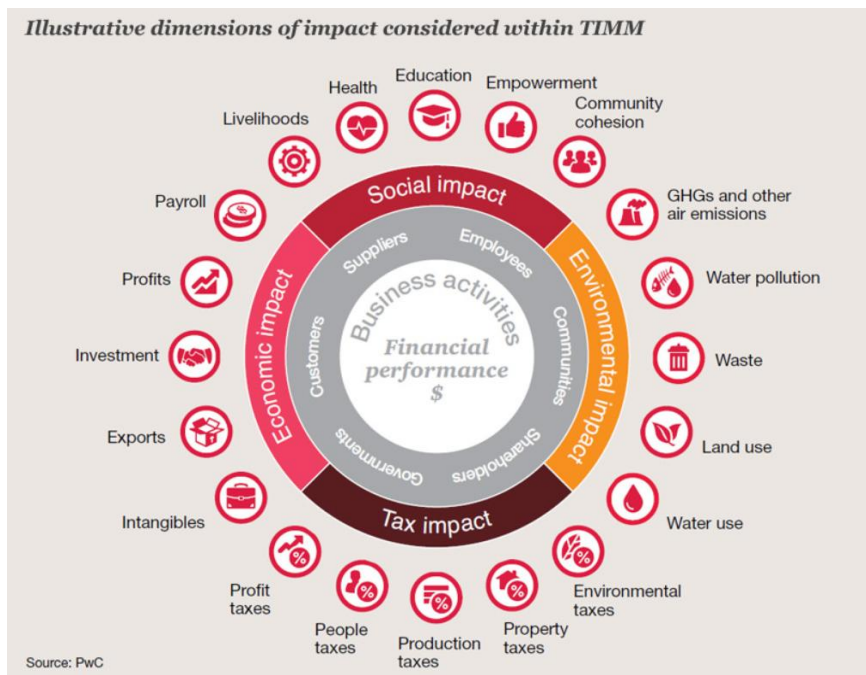 Illustrative dimensions of impact considered within TIMM
Education
Health
Empowerment
Livelihoods
Community
cohesion
Payroll
GHGs and other
air emissions
Profits
Water pollution
Investment
Waste
Exports
Land use
Intangibles
Water use
Profit
taxes
People
taxes
Production
taxes
Property
taxes
Environmental
taxes
Social impact
Environmental impact
Tax impact
Economic impact
Suppliers
Employees
Communities
Shareholders
Governments
Customers
Business activities
Financial
performance
$
%
%
%
%
%
Source: PwC